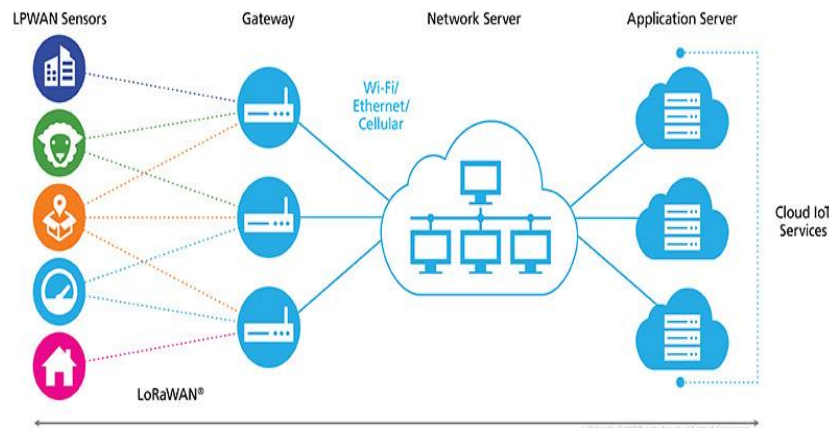 LPWAN Sensors
Gateway
Network Server
Application Server
Wi-Fi/
Ethernet/
Cellular
Cloud IoT
Services
LoRaWAN®